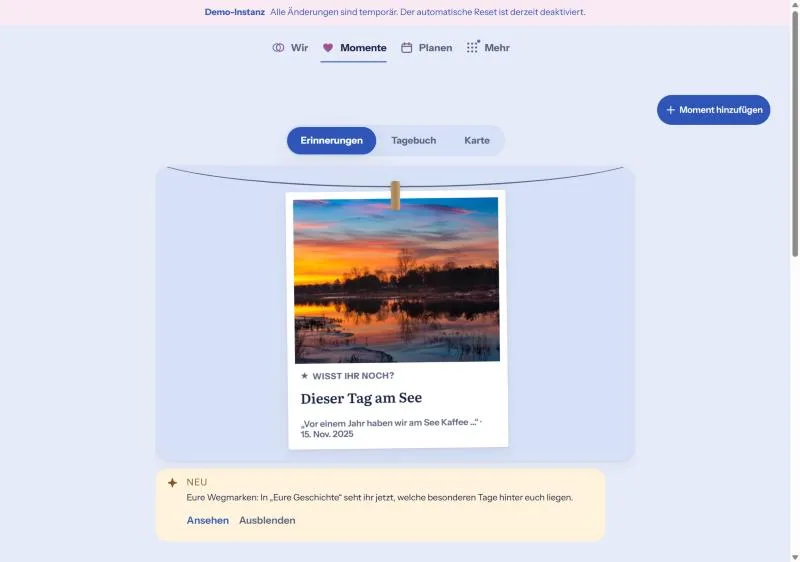 Demo-Instanz Alle Änderungen sind temporär. Der automatische Reset ist derzeit deaktiviert.
Wir Momente Planen Mehr
Moment hinzufügen
Erinnerungen Tagebuch Karte
WISST IHR NOCH?
Dieser Tag am See
„Vor einem Jahr haben wir am See Kaffee …“ ·
15. Nov. 2025
NEU
Eure Wegmarken: In „Eure Geschichte“ seht ihr jetzt, welche besonderen Tage hinter euch liegen.
Ansehen Ausblenden